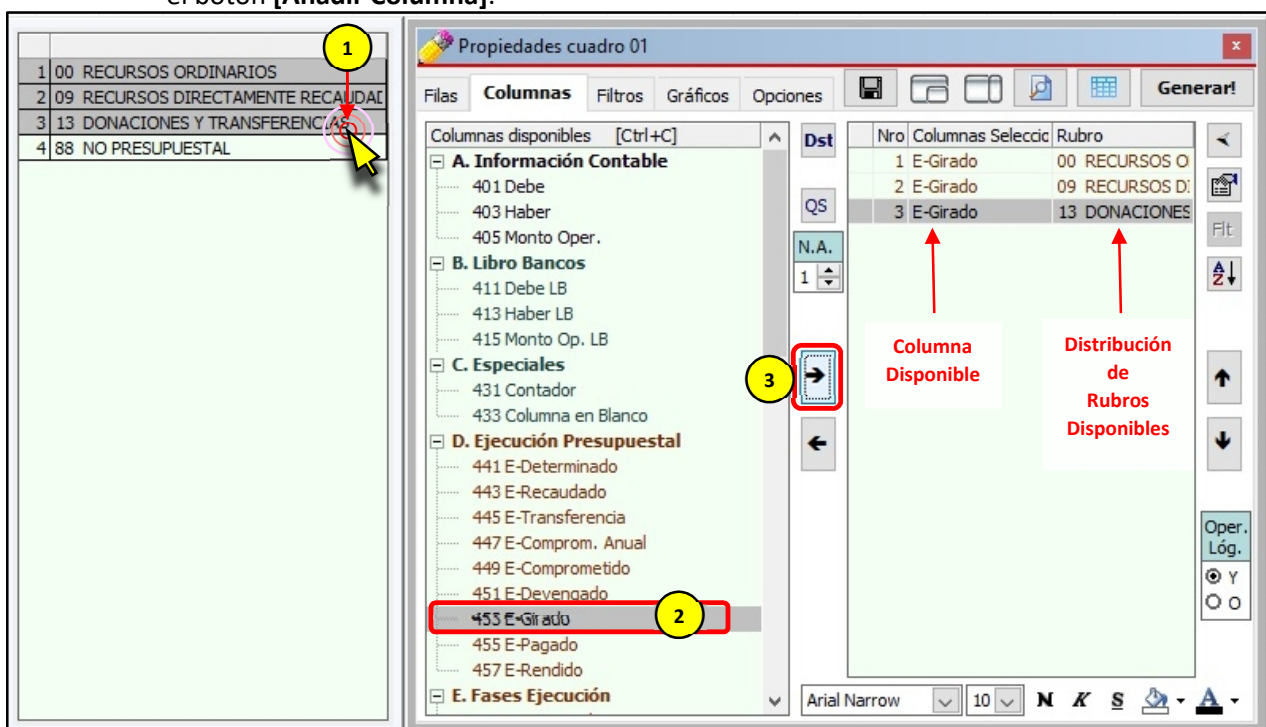 el botón [Añadir Columna].
1
1 00 RECURSOS ORDINARIOS
2 09 RECURSOS DIRECTAMENTE RECAUDAD
3 13 DONACIONES Y TRANSFERENCIAS
4 88 NO PRESUPUESTAL
Propiedades cuadro 01
x
Filas Columnas Filtros Gráficos Opciones
Generar!
Columnas disponibles [Ctrl+C]
A. Información Contable
401 Debe
403 Haber
405 Monto Oper.
B. Libro Bancos
411 Debe LB
413 Haber LB
415 Monto Op. LB
C. Especiales
431 Contador
433 Columna en Blanco
D. Ejecución Presupuestal
441 E-Determinado
443 E-Recaudado
445 E-Transferencia
447 E-Comprom. Anual
449 E-Comprometido
451 E-Devengado
453 E-Girado
2
455 E-Pagado
457 E-Rendido
E. Fases Ejecución
Dst
QS
N.A.
1
3
Nro Columnas Seleccio Rubro
1 E-Girado 00 RECURSOS O
2 E-Girado 09 RECURSOS DI
3 E-Girado 13 DONACIONES
Columna
Disponible
Distribución
de
Rubros
Disponibles
Flt
A
Z
Oper.
Lóg.
Y
O
Arial Narrow 10 N K S A